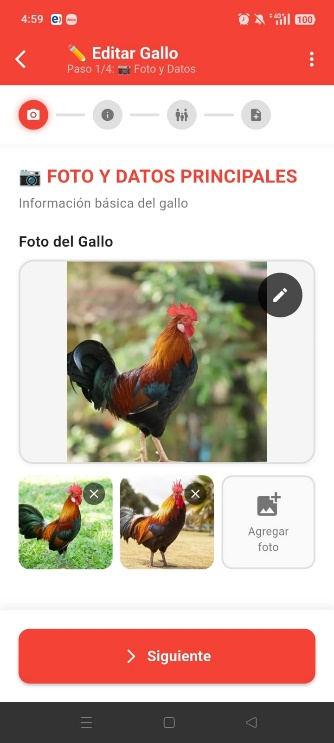 4:59
100
✏️ Editar Gallo
Paso 1/4: 📷 Foto y Datos
📷 FOTO Y DATOS PRINCIPALES
Información básica del gallo
Foto del Gallo
Agregar
foto
Siguiente